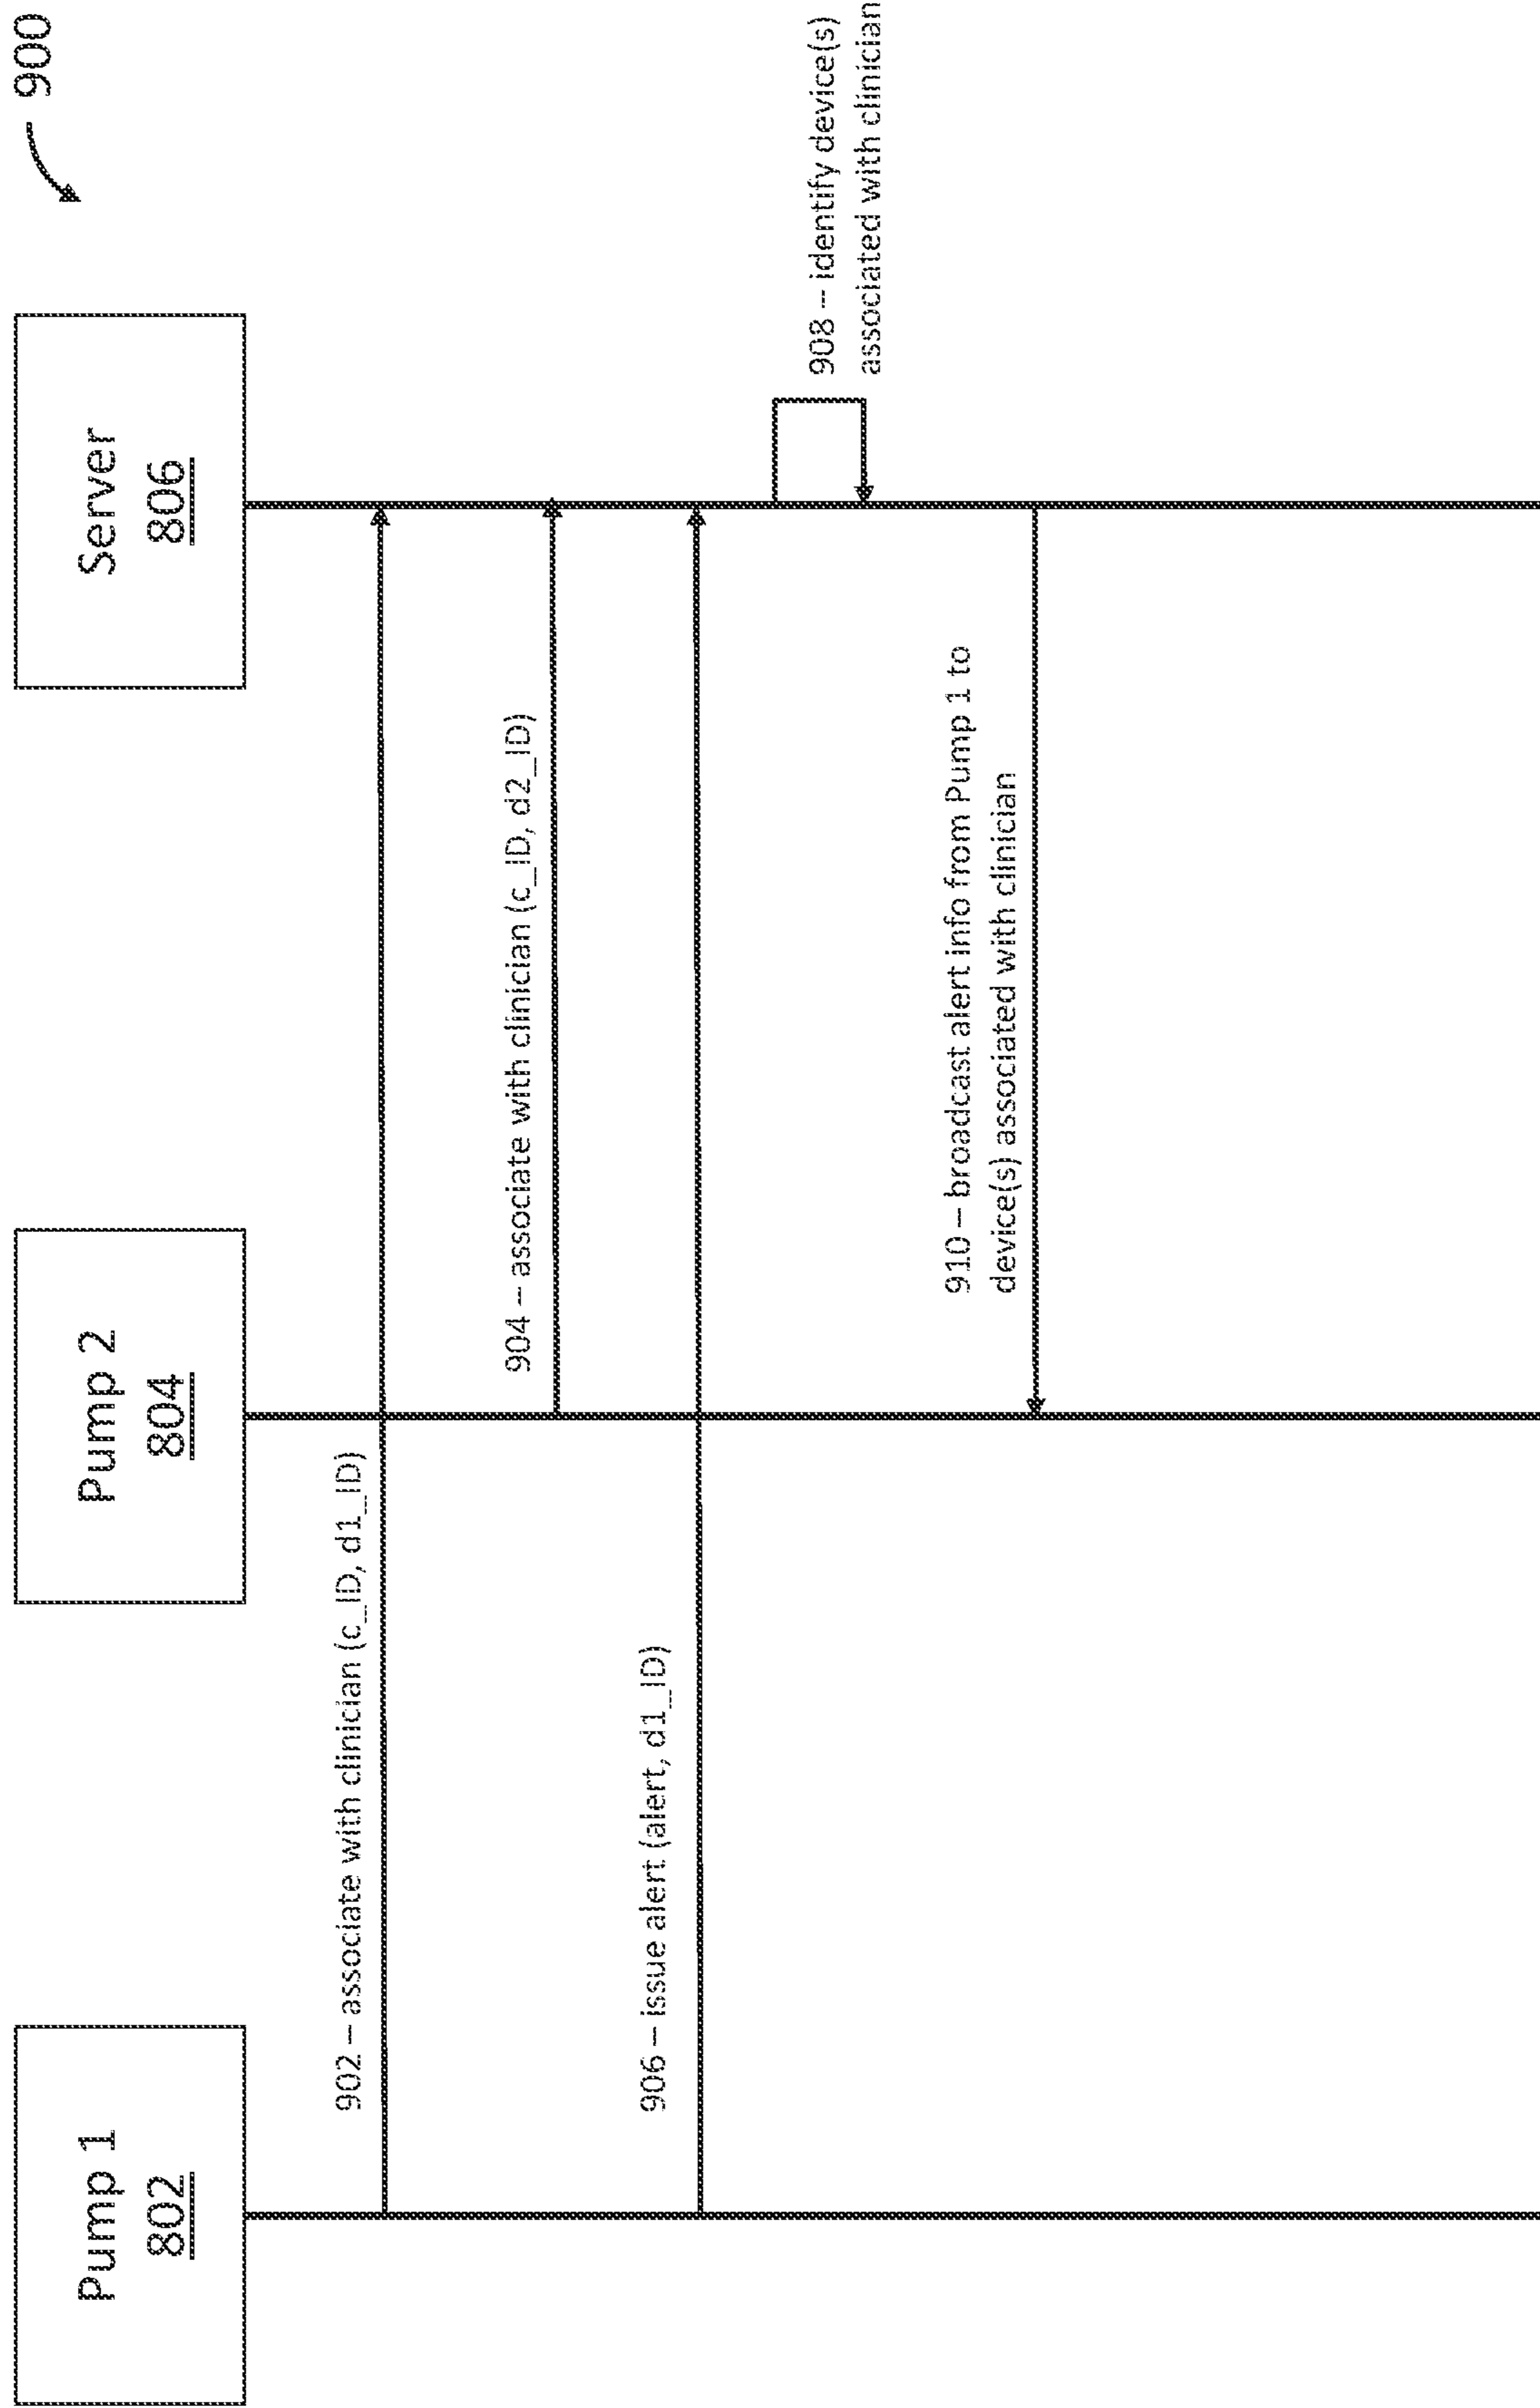 900
Pump 1
802
Pump 2
804
Server
806
902 – associate with clinician (c_ID, d1_ID)
904 – associate with clinician (c_ID, d2_ID)
906 – issue alert (alert, d1_ID)
908 – identify device(s)
associated with clinician
910 – broadcast alert info from Pump 1 to
device(s) associated with clinician